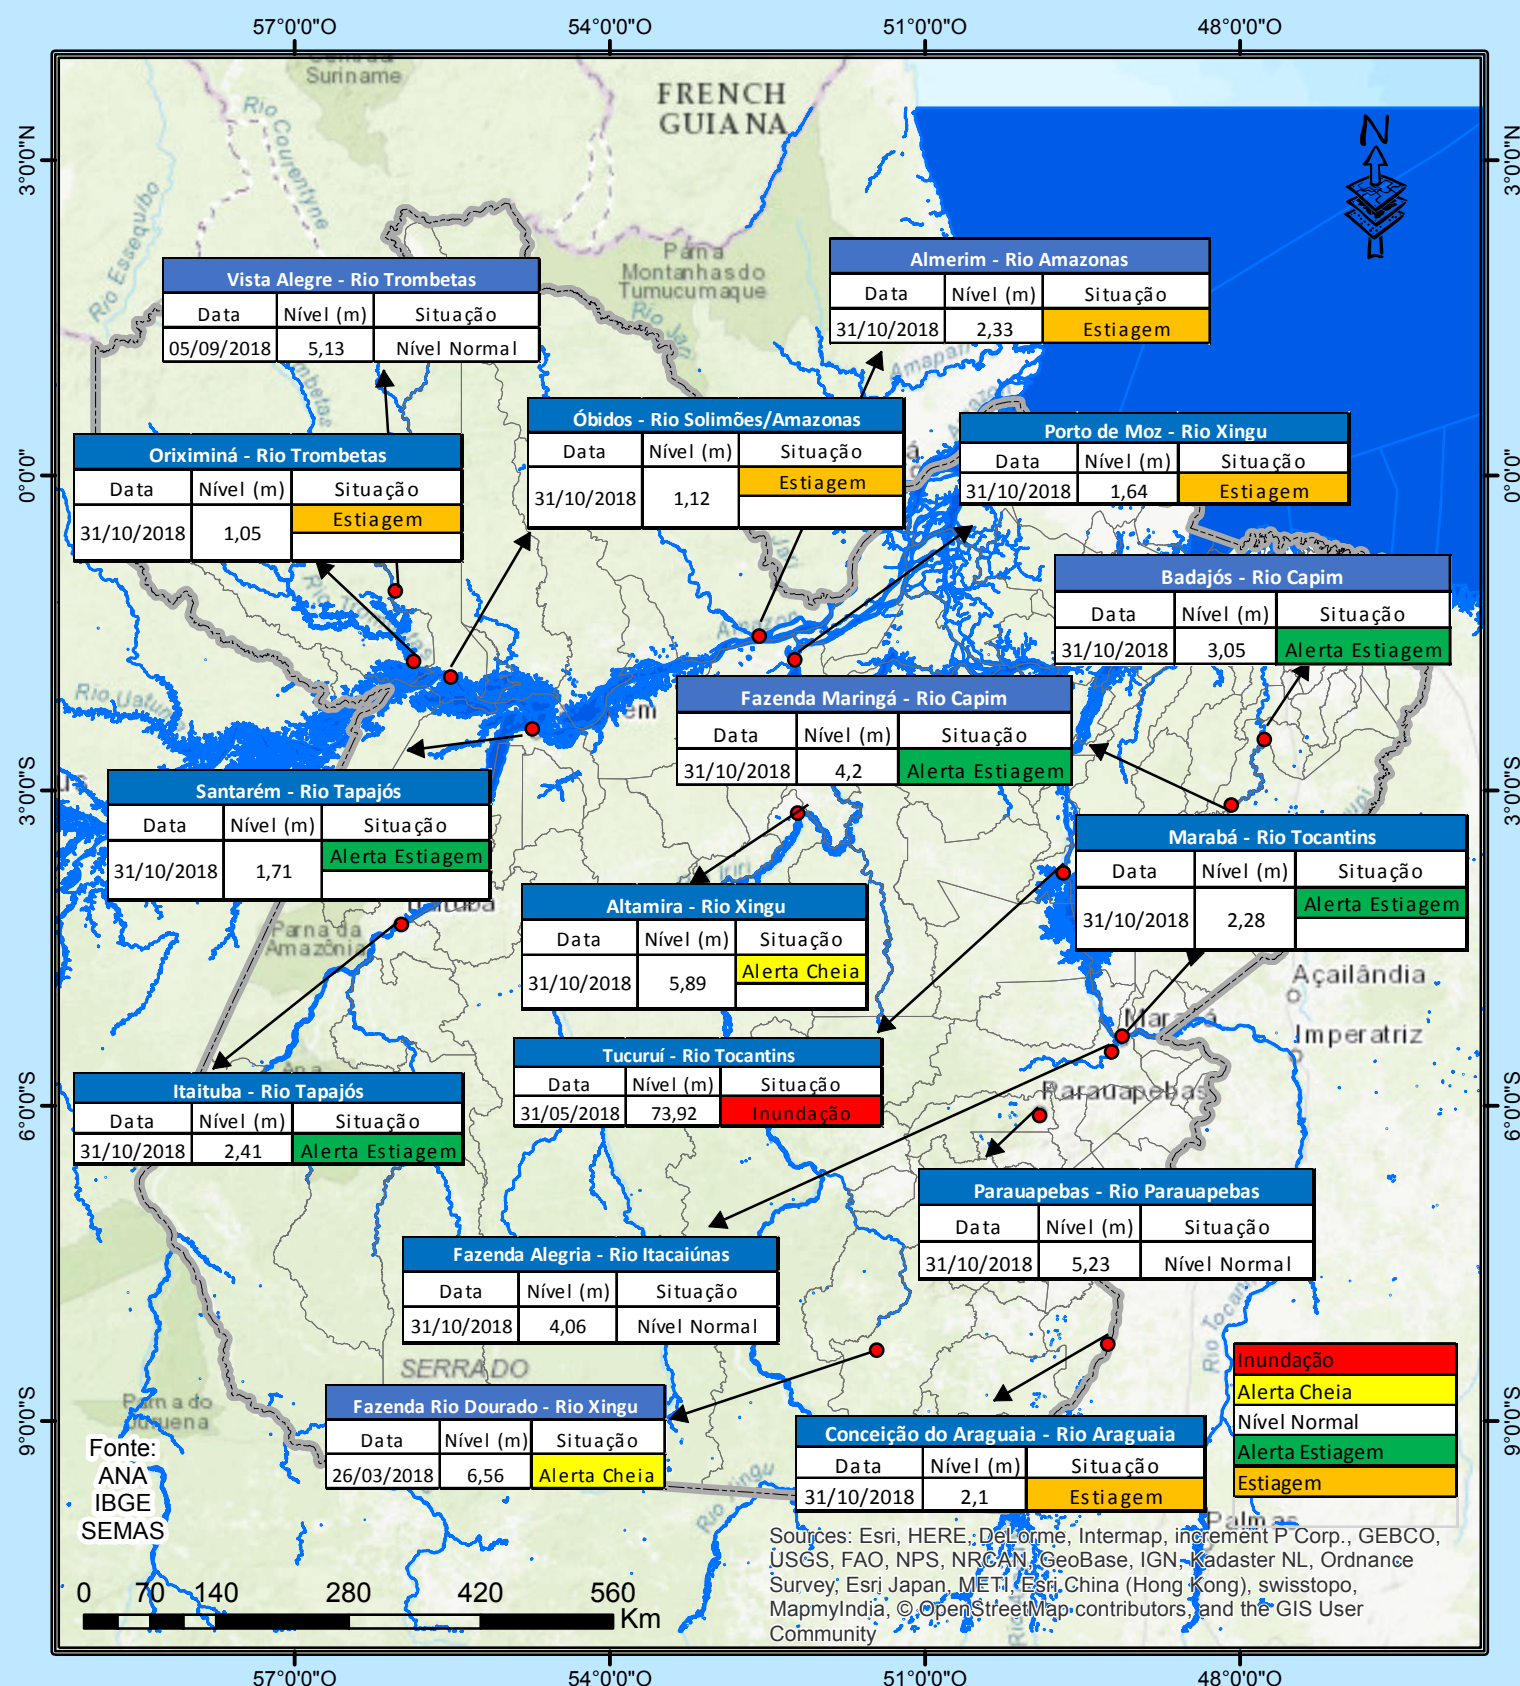 57°0'0"O 54°0'0"O 51°0'0"O 48°0'0"O
3°0'0"N
3°0'0"N
Suriname
FRENCH
GUIANA
N
Rio Courentyne
Rio Essequibo
Parna
Montanhas do
Tumucumaque
Rio Jari
Vista Alegre - Rio Trombetas
Data Nível (m) Situação
05/09/2018 5,13 Nível Normal
Almerim - Rio Amazonas
Data Nível (m) Situação
31/10/2018 2,33 Estiagem
Óbidos - Rio Solimões/Amazonas
Data Nível (m) Situação
31/10/2018 1,12 Estiagem
Porto de Moz - Rio Xingu
Data Nível (m) Situação
31/10/2018 1,64 Estiagem
Oriximiná - Rio Trombetas
Data Nível (m) Situação
31/10/2018 1,05 Estiagem
0°0'0"
0°0'0"
Badajós - Rio Capim
Data Nível (m) Situação
31/10/2018 3,05 Alerta Estiagem
Amazon
Fazenda Maringá - Rio Capim
Data Nível (m) Situação
31/10/2018 4,2 Alerta Estiagem
em
Santarém - Rio Tapajós
Data Nível (m) Situação
31/10/2018 1,71 Alerta Estiagem
3°0'0"S
3°0'0"S
Marabá - Rio Tocantins
Data Nível (m) Situação
31/10/2018 2,28 Alerta Estiagem
Iriri
Altamira - Rio Xingu
Data Nível (m) Situação
31/10/2018 5,89 Alerta Cheia
Itaituba
Parna da
Amazônia
Açailândia
Marabá
Imperatriz
Tucuruí - Rio Tocantins
Data Nível (m) Situação
31/05/2018 73,92 Inundação
Itaituba - Rio Tapajós
Data Nível (m) Situação
31/10/2018 2,41 Alerta Estiagem
Parauapebas
6°0'0"S
6°0'0"S
Parauapebas - Rio Parauapebas
Data Nível (m) Situação
31/10/2018 5,23 Nível Normal
Fazenda Alegria - Rio Itacaiúnas
Data Nível (m) Situação
31/10/2018 4,06 Nível Normal
SERRA DO
Fazenda Rio Dourado - Rio Xingu
Data Nível (m) Situação
26/03/2018 6,56 Alerta Cheia
Conceição do Araguaia - Rio Araguaia
Data Nível (m) Situação
31/10/2018 2,1 Estiagem
Inundação
Alerta Cheia
Nível Normal
Alerta Estiagem
Estiagem
9°0'0"S
9°0'0"S
Rio Xingu
Palmas
Fonte:
ANA
IBGE
SEMAS
0 70 140 280 420 560
Km
Sources: Esri, HERE, DeLorme, Intermap, increment P Corp., GEBCO,
USGS, FAO, NPS, NRCAN, GeoBase, IGN, Kadaster NL, Ordnance
Survey, Esri Japan, METI, Esri China (Hong Kong), swisstopo,
MapmyIndia, © OpenStreetMap contributors, and the GIS User
Community
57°0'0"O 54°0'0"O 51°0'0"O 48°0'0"O